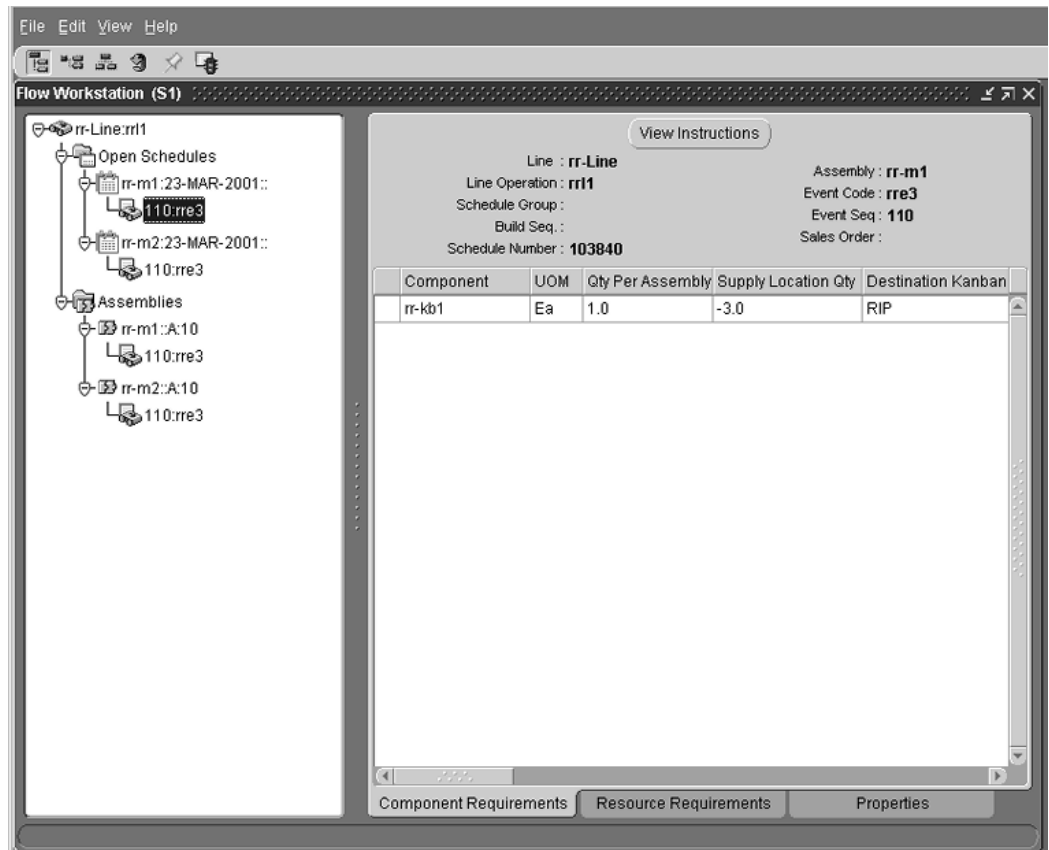 File Edit View Help
Flow Workstation (S1)
rr-Line:rrl1
Open Schedules
rr-m1:23-MAR-2001::
110:rre3
rr-m2:23-MAR-2001::
110:rre3
Assemblies
rr-m1::A:10
110:rre3
rr-m2::A:10
110:rre3
View Instructions
Line : rr-Line
Line Operation : rrl1
Schedule Group :
Build Seq. :
Schedule Number : 103840
Assembly : rr-m1
Event Code : rre3
Event Seq : 110
Sales Order :
Component UOM Qty Per Assembly Supply Location Qty Destination Kanban
rr-kb1 Ea 1.0 -3.0 RIP
Component Requirements Resource Requirements Properties